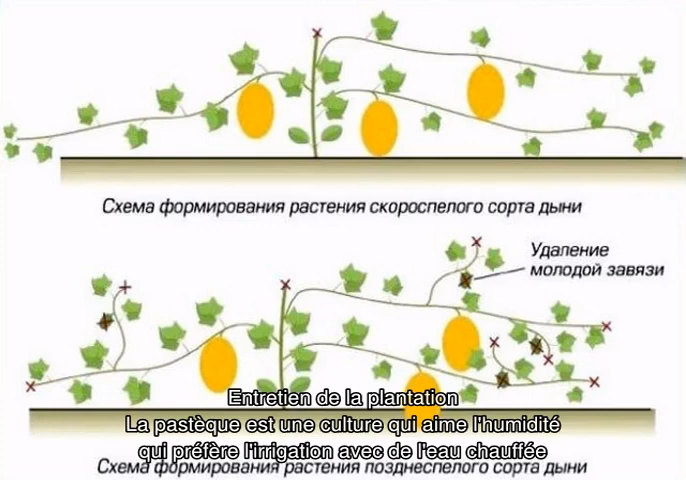 Схема формирования растения скороспелого сорта дыни
Удаление
молодой завязи
Entretien de la plantation
La pastèque est une culture qui aime l'humidité
qui préfère l'irrigation avec de l'eau chauffée
Схема формирования растения позднеспелого сорта дыни